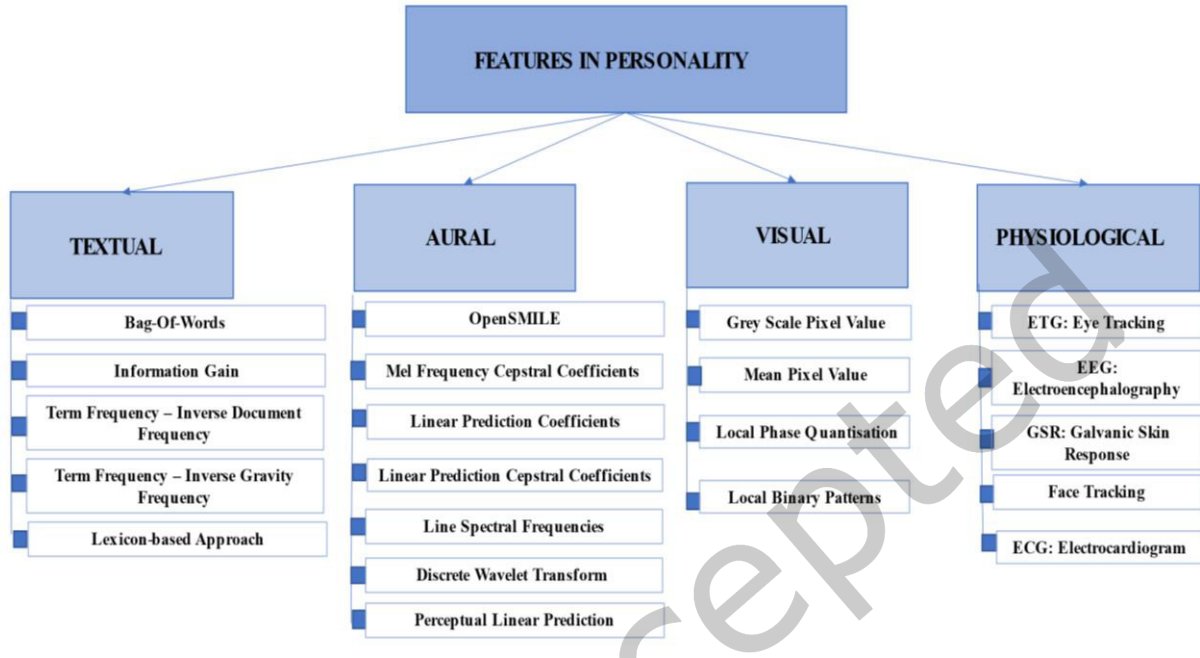 FEATURES IN PERSONALITY
TEXTUAL
Bag-Of-Words
Information Gain
Term Frequency – Inverse Document
Frequency
Term Frequency – Inverse Gravity
Frequency
Lexicon-based Approach
AURAL
OpenSMILE
Mel Frequency Cepstral Coefficients
Linear Prediction Coefficients
Linear Prediction Cepstral Coefficients
Line Spectral Frequencies
Discrete Wavelet Transform
Perceptual Linear Prediction
VISUAL
Grey Scale Pixel Value
Mean Pixel Value
Local Phase Quantisation
Local Binary Patterns
PHYSIOLOGICAL
ETG: Eye Tracking
EEG:
Electroencephalography
GSR: Galvanic Skin
Response
Face Tracking
ECG: Electrocardiogram
cepted